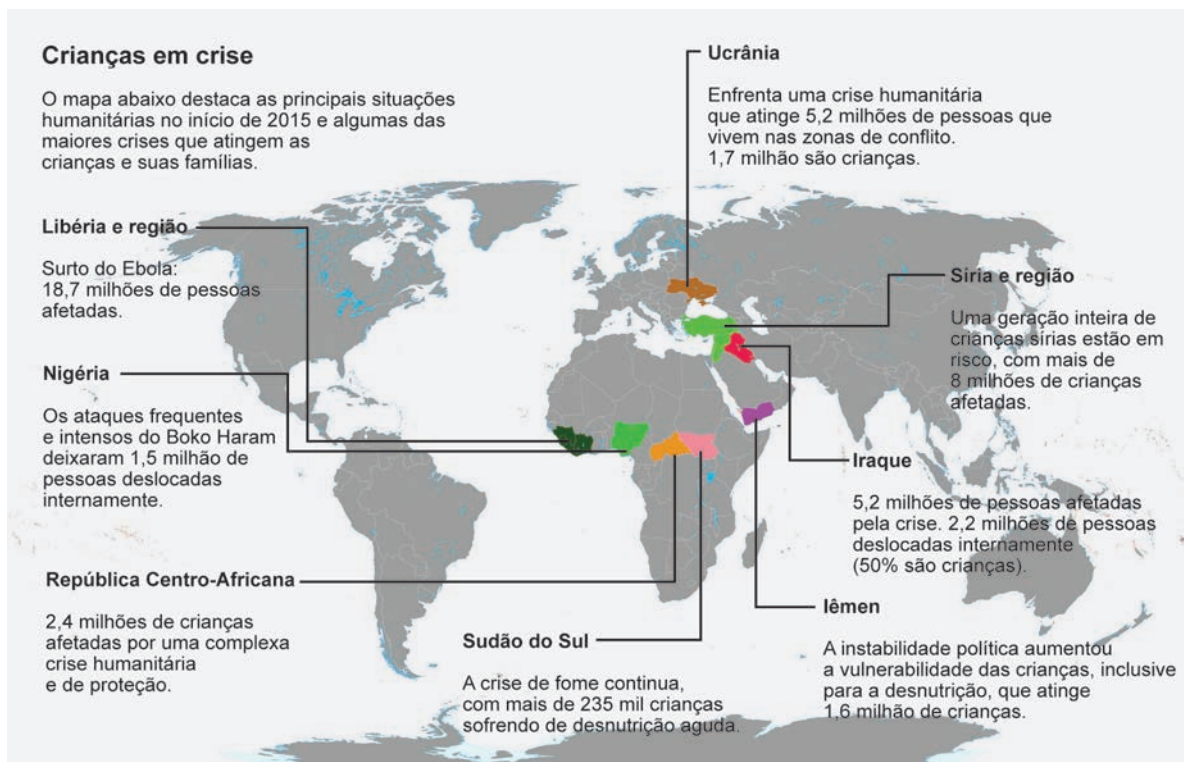 Crianças em crise
O mapa abaixo destaca as principais situações
humanitárias no início de 2015 e algumas das
maiores crises que atingem as
crianças e suas famílias.
Libéria e região
Surto do Ebola:
18,7 milhões de pessoas
afetadas.
Nigéria
Os ataques frequentes
e intensos do Boko Haram
deixaram 1,5 milhão de
pessoas deslocadas
internamente.
República Centro-Africana
2,4 milhões de crianças
afetadas por uma complexa
crise humanitária
e de proteção.
Sudão do Sul
A crise de fome continua,
com mais de 235 mil crianças
sofrendo de desnutrição aguda.
Ucrânia
Enfrenta uma crise humanitária
que atinge 5,2 milhões de pessoas que
vivem nas zonas de conflito.
1,7 milhão são crianças.
Síria e região
Uma geração inteira de
crianças sírias estão em
risco, com mais de
8 milhões de crianças
afetadas.
Iraque
5,2 milhões de pessoas afetadas
pela crise. 2,2 milhões de pessoas
deslocadas internamente
(50% são crianças).
Iêmen
A instabilidade política aumentou
a vulnerabilidade das crianças, inclusive
para a desnutrição, que atinge
1,6 milhão de crianças.